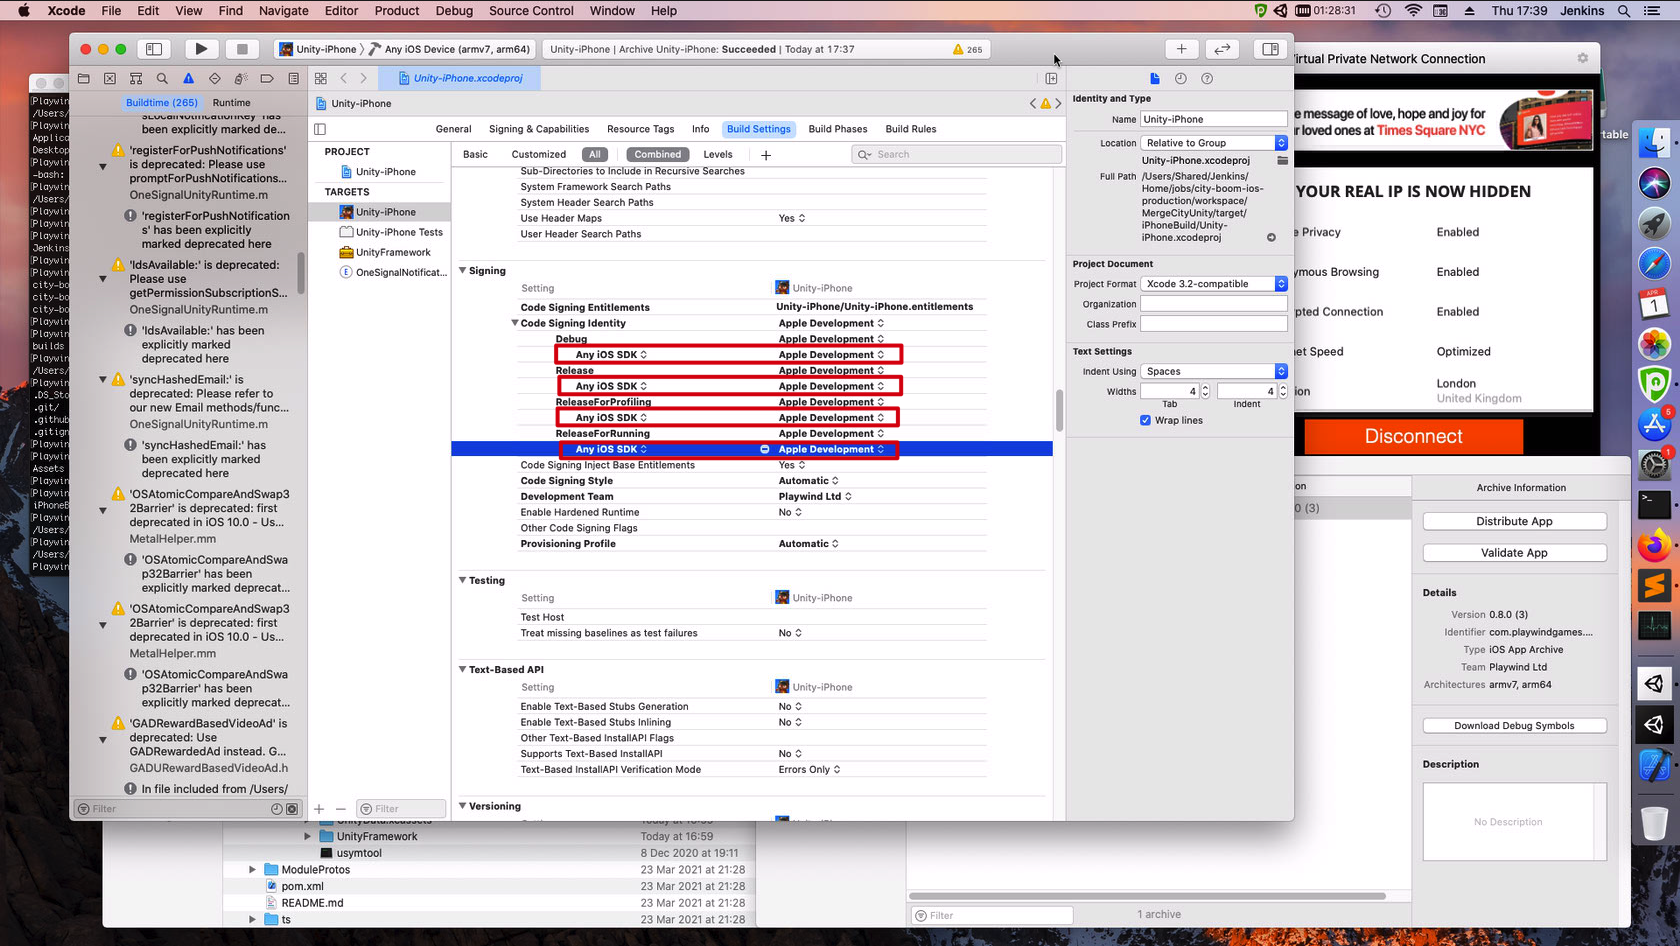 Xcode File Edit View Find Navigate Editor Product Debug Source Control Window Help
01:28:31 Thu 17:39 Jenkins
Unity-iPhone Any iOS Device (armv7, arm64)
Unity-iPhone | Archive Unity-iPhone: Succeeded | Today at 17:37 265
Unity-iPhone.xcodeproj
Buildtime (265) Runtime
Unity-iPhone
been explicitly marked de...
'registerForPushNotifications'
is deprecated: Please use
promptForPushNotifications...
OneSignalUnityRuntime.m
'registerForPushNotification
s' has been explicitly
marked deprecated here
'IdsAvailable:' is deprecated:
Please use
getPermissionSubscriptionS...
OneSignalUnityRuntime.m
'IdsAvailable:' has been
explicitly marked
deprecated here
'syncHashedEmail:' is
deprecated: Please refer to
our new Email methods/func...
OneSignalUnityRuntime.m
'syncHashedEmail:' has
been explicitly marked
deprecated here
'OSAtomicCompareAndSwap3
2Barrier' is deprecated: first
deprecated in iOS 10.0 - Us...
MetalHelper.mm
'OSAtomicCompareAndSwa
p32Barrier' has been
explicitly marked deprecat...
'OSAtomicCompareAndSwap3
2Barrier' is deprecated: first
deprecated in iOS 10.0 - Us...
MetalHelper.mm
'OSAtomicCompareAndSwa
p32Barrier' has been
explicitly marked deprecat...
'GADRewardBasedVideoAd' is
deprecated: Use
GADRewardedAd instead. G...
GADURewardBasedVideoAd.h
In file included from /Users/
Filter
General Signing & Capabilities Resource Tags Info Build Settings Build Phases Build Rules
PROJECT
Unity-iPhone
TARGETS
Unity-iPhone
Unity-iPhone Tests
UnityFramework
OneSignalNotificat...
Filter
Basic Customized All Combined Levels Search
Sub-Directories to Include in Recursive Searches
System Framework Search Paths
System Header Search Paths
Use Header Maps Yes
User Header Search Paths
Signing
Setting Unity-iPhone
Code Signing Entitlements Unity-iPhone/Unity-iPhone.entitlements
Code Signing Identity Apple Development
Debug Apple Development
Any iOS SDK Apple Development
Release Apple Development
Any iOS SDK Apple Development
ReleaseForProfiling Apple Development
Any iOS SDK Apple Development
ReleaseForRunning Apple Development
Any iOS SDK Apple Development
Code Signing Inject Base Entitlements Yes
Code Signing Style Automatic
Development Team Playwind Ltd
Enable Hardened Runtime No
Other Code Signing Flags
Provisioning Profile Automatic
Testing
Setting Unity-iPhone
Test Host
Treat missing baselines as test failures No
Text-Based API
Setting Unity-iPhone
Enable Text-Based Stubs Generation No
Enable Text-Based Stubs Inlining No
Other Text-Based InstallAPI Flags
Supports Text-Based InstallAPI No
Text-Based InstallAPI Verification Mode Errors Only
Versioning
Identity and Type
Name Unity-iPhone
Location Relative to Group
Unity-iPhone.xcodeproj
Full Path /Users/Shared/Jenkins/
Home/jobs/city-boom-ios-
production/workspace/
MergeCityUnity/target/
iPhoneBuild/Unity-
iPhone.xcodeproj
Project Document
Project Format Xcode 3.2-compatible
Organization
Class Prefix
Text Settings
Indent Using Spaces
Widths 4 4
Tab Indent
Wrap lines
irtual Private Network Connection
e message of love, hope and joy for
ur loved ones at Times Square NYC
rtable
YOUR REAL IP IS NOW HIDDEN
e Privacy Enabled
ymous Browsing Enabled
pted Connection Enabled
et Speed Optimized
London
United Kingdom
Disconnect
on
0 (3)
Archive Information
Distribute App
Validate App
Details
Version 0.8.0 (3)
Identifier com.playwindgames....
Type iOS App Archive
Team Playwind Ltd
Architectures armv7, arm64
Download Debug Symbols
Description
No Description
Filter
1 archive
UnityFramework Today at 16:59
usymtool 8 Dec 2020 at 19:11
ModuleProtos 23 Mar 2021 at 21:28
pom.xml 23 Mar 2021 at 21:28
README.md 23 Mar 2021 at 21:28
ts 23 Mar 2021 at 21:28
[Playwin
/Users/
Playwin
Applica
Desktop
-bash:
APR
1
5
1